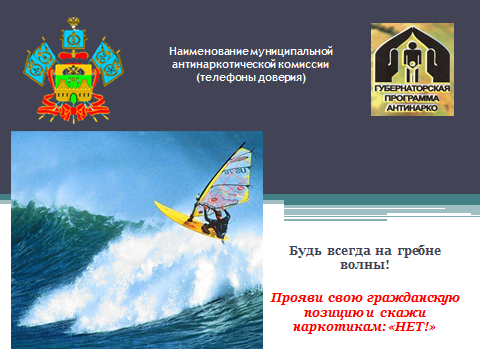 Наименование муниципальной
антинаркотической комиссии
(телефоны доверия)
ГУБЕРНАТОРСКАЯ
ПРОГРАММА
АНТИНАРКО
Будь всегда на гребне
волны!
Прояви свою гражданскую
позицию и скажи
наркотикам: «НЕТ!»